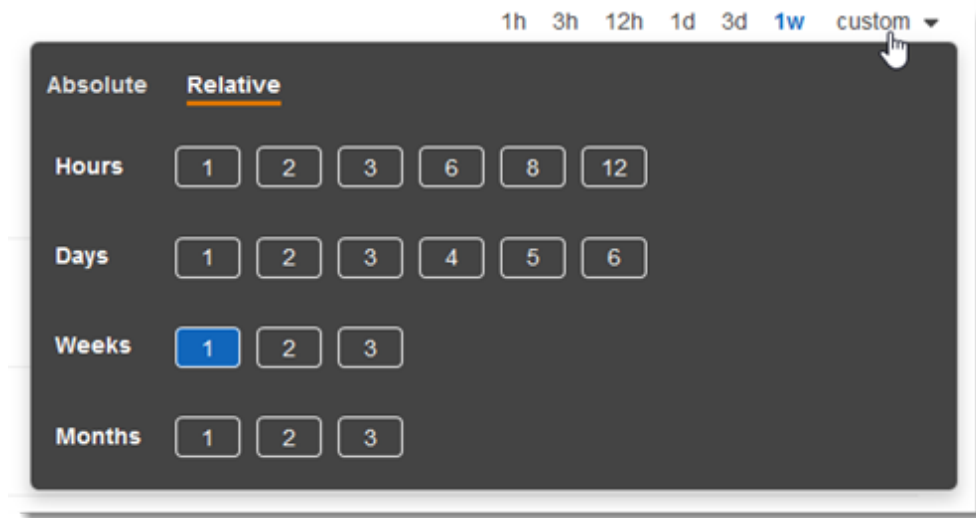 1h 3h 12h 1d 3d 1w custom
Absolute Relative
Hours 1 2 3 6 8 12
Days 1 2 3 4 5 6
Weeks 1 2 3
Months 1 2 3